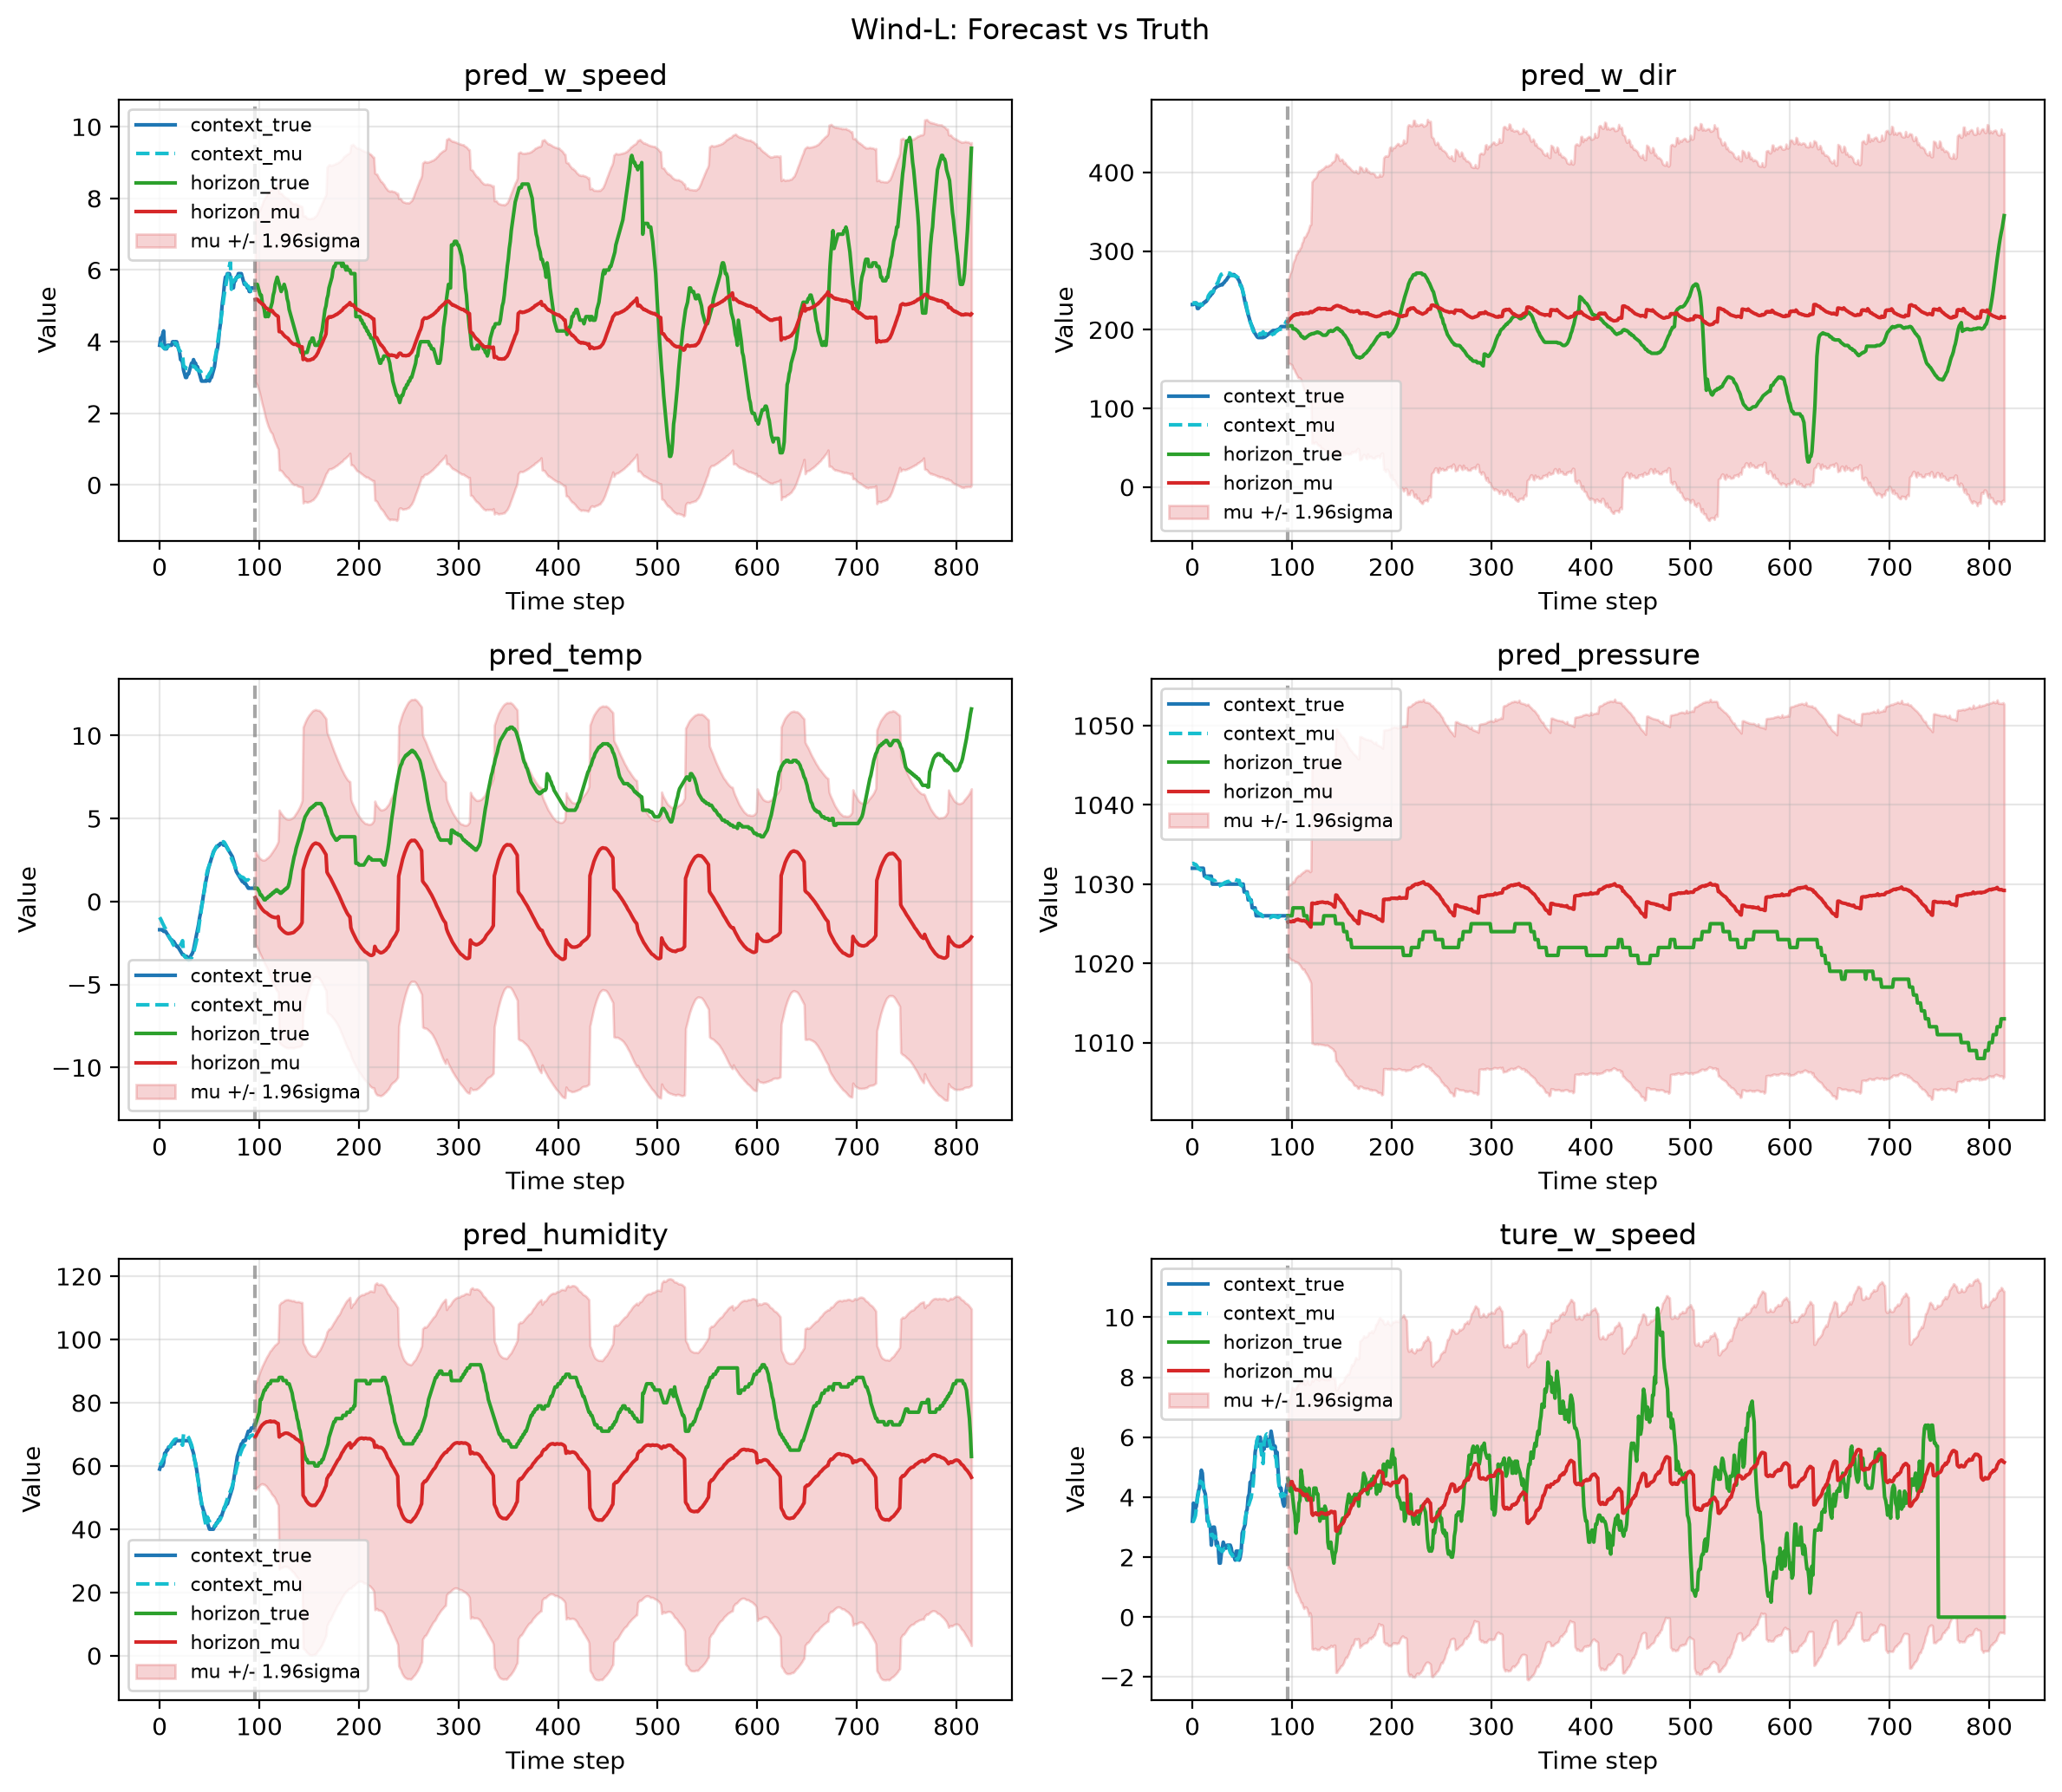 Wind-L: Forecast vs Truth
pred_w_speed
Value
10
8
6
4
2
0
context_true
context_mu
horizon_true
horizon_mu
mu +/- 1.96sigma
0 100 200 300 400 500 600 700 800
Time step
pred_w_dir
Value
400
300
200
100
0
context_true
context_mu
horizon_true
horizon_mu
mu +/- 1.96sigma
0 100 200 300 400 500 600 700 800
Time step
pred_temp
Value
10
5
0
−5
−10
context_true
context_mu
horizon_true
horizon_mu
mu +/- 1.96sigma
0 100 200 300 400 500 600 700 800
Time step
pred_pressure
Value
1050
1040
1030
1020
1010
context_true
context_mu
horizon_true
horizon_mu
mu +/- 1.96sigma
0 100 200 300 400 500 600 700 800
Time step
pred_humidity
Value
120
100
80
60
40
20
0
context_true
context_mu
horizon_true
horizon_mu
mu +/- 1.96sigma
0 100 200 300 400 500 600 700 800
Time step
ture_w_speed
Value
10
8
6
4
2
0
−2
context_true
context_mu
horizon_true
horizon_mu
mu +/- 1.96sigma
0 100 200 300 400 500 600 700 800
Time step